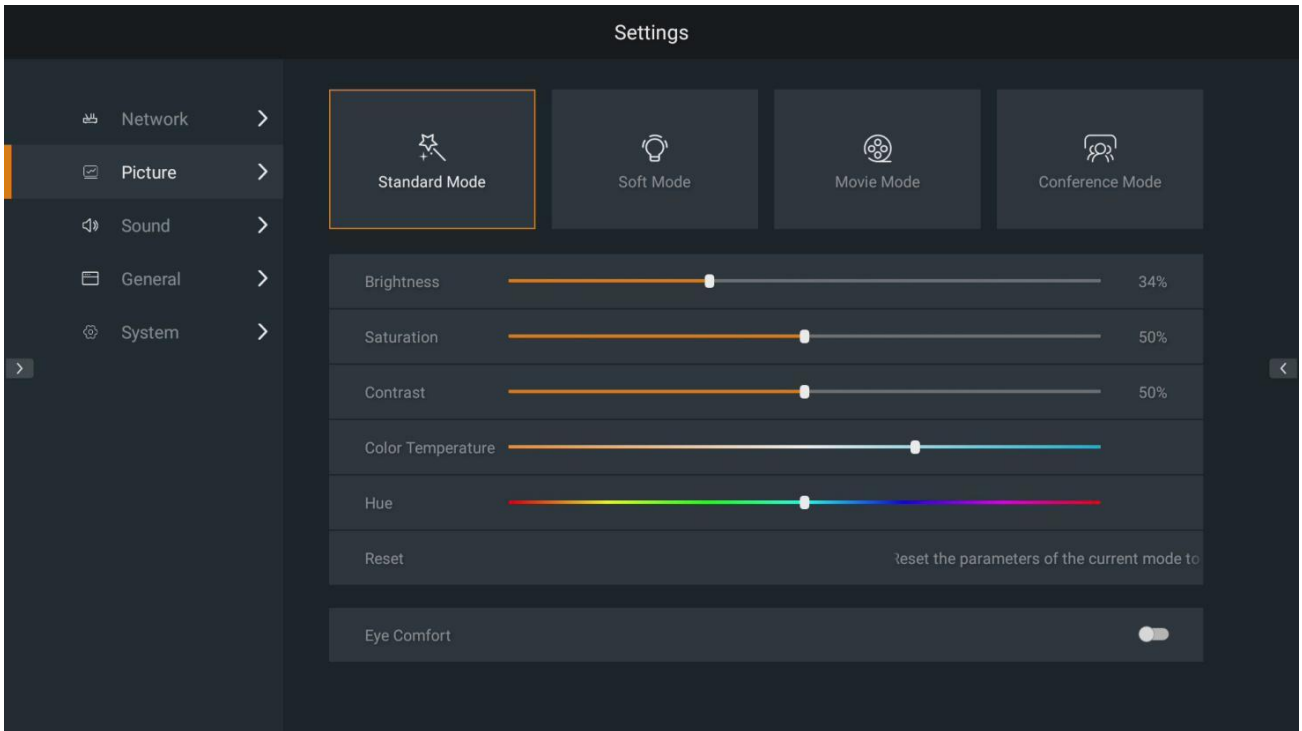 Settings
Network
Picture
Sound
General
System
Standard Mode
Soft Mode
Movie Mode
Conference Mode
Brightness 34%
Saturation 50%
Contrast 50%
Color Temperature
Hue
Reset the parameters of the current mode to
Eye Comfort